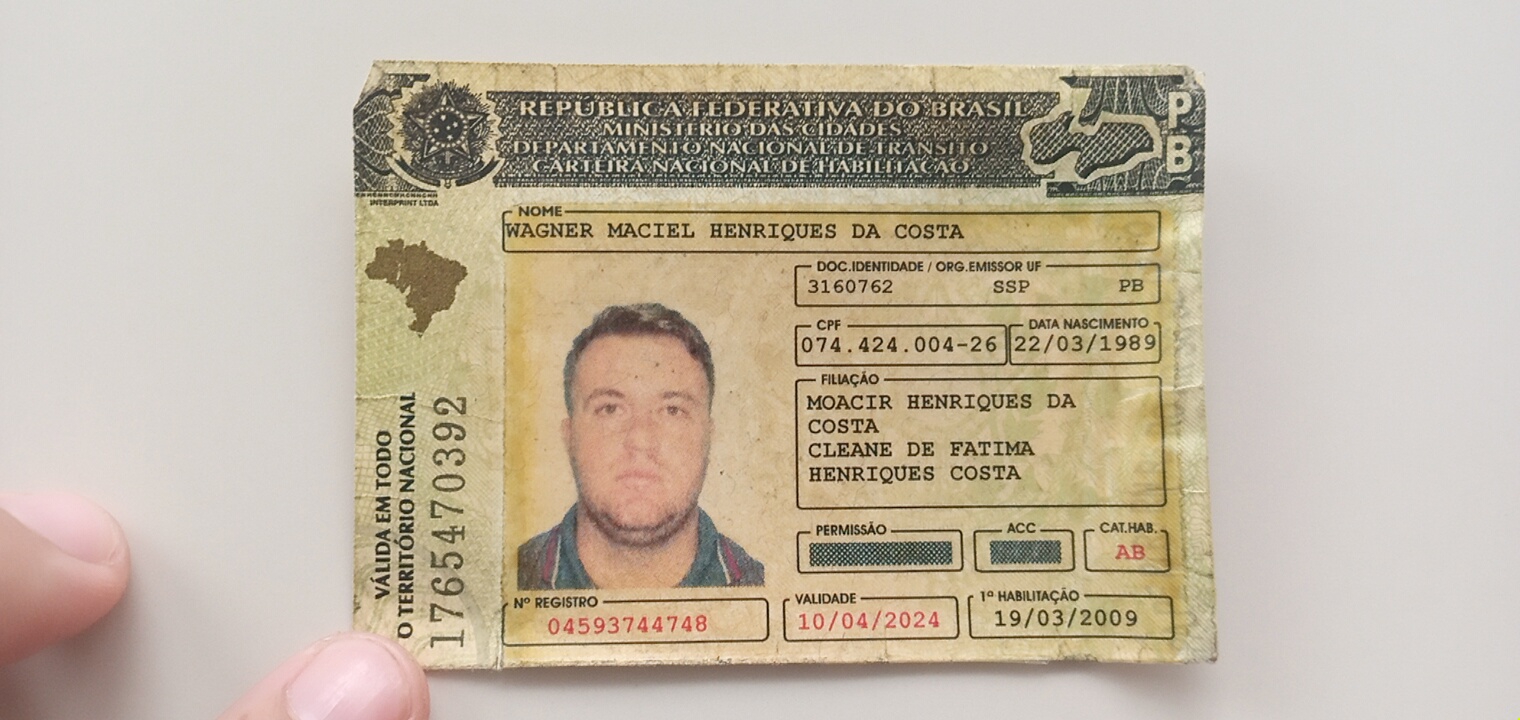 REPÚBLICA FEDERATIVA DO BRASIL
MINISTÉRIO DAS CIDADES
DEPARTAMENTO NACIONAL DE TRÂNSITO
CARTEIRA NACIONAL DE HABILITAÇÃO
PB
INTERPRINT LTDA
VÁLIDA EM TODO
O TERRITÓRIO NACIONAL
1765470392
NOME
WAGNER MACIEL HENRIQUES DA COSTA
DOC.IDENTIDADE / ORG.EMISSOR UF
3160762 SSP PB
CPF DATA NASCIMENTO
074.424.004-26 22/03/1989
FILIAÇÃO
MOACIR HENRIQUES DA
COSTA
CLEANE DE FATIMA
HENRIQUES COSTA
PERMISSÃO ACC CAT.HAB.
AB
Nº REGISTRO VALIDADE 1ª HABILITAÇÃO
04593744748 10/04/2024 19/03/2009